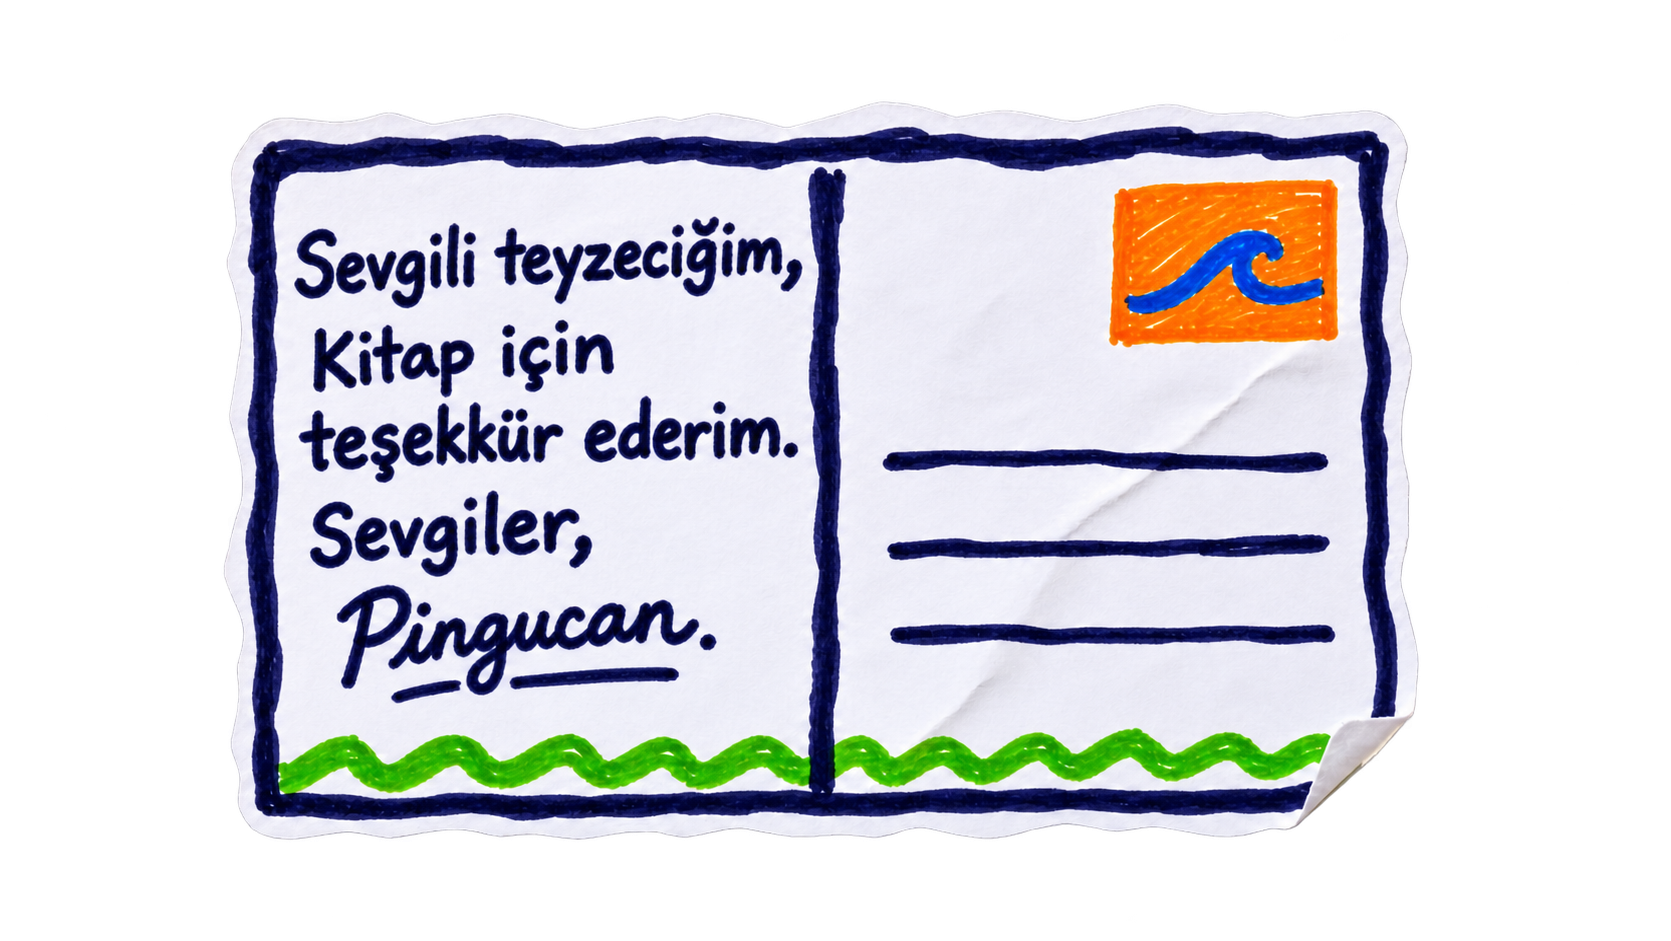 Sevgili teyzeciğim,
Kitap için
teşekkür ederim.
Sevgiler,
Pingucan.